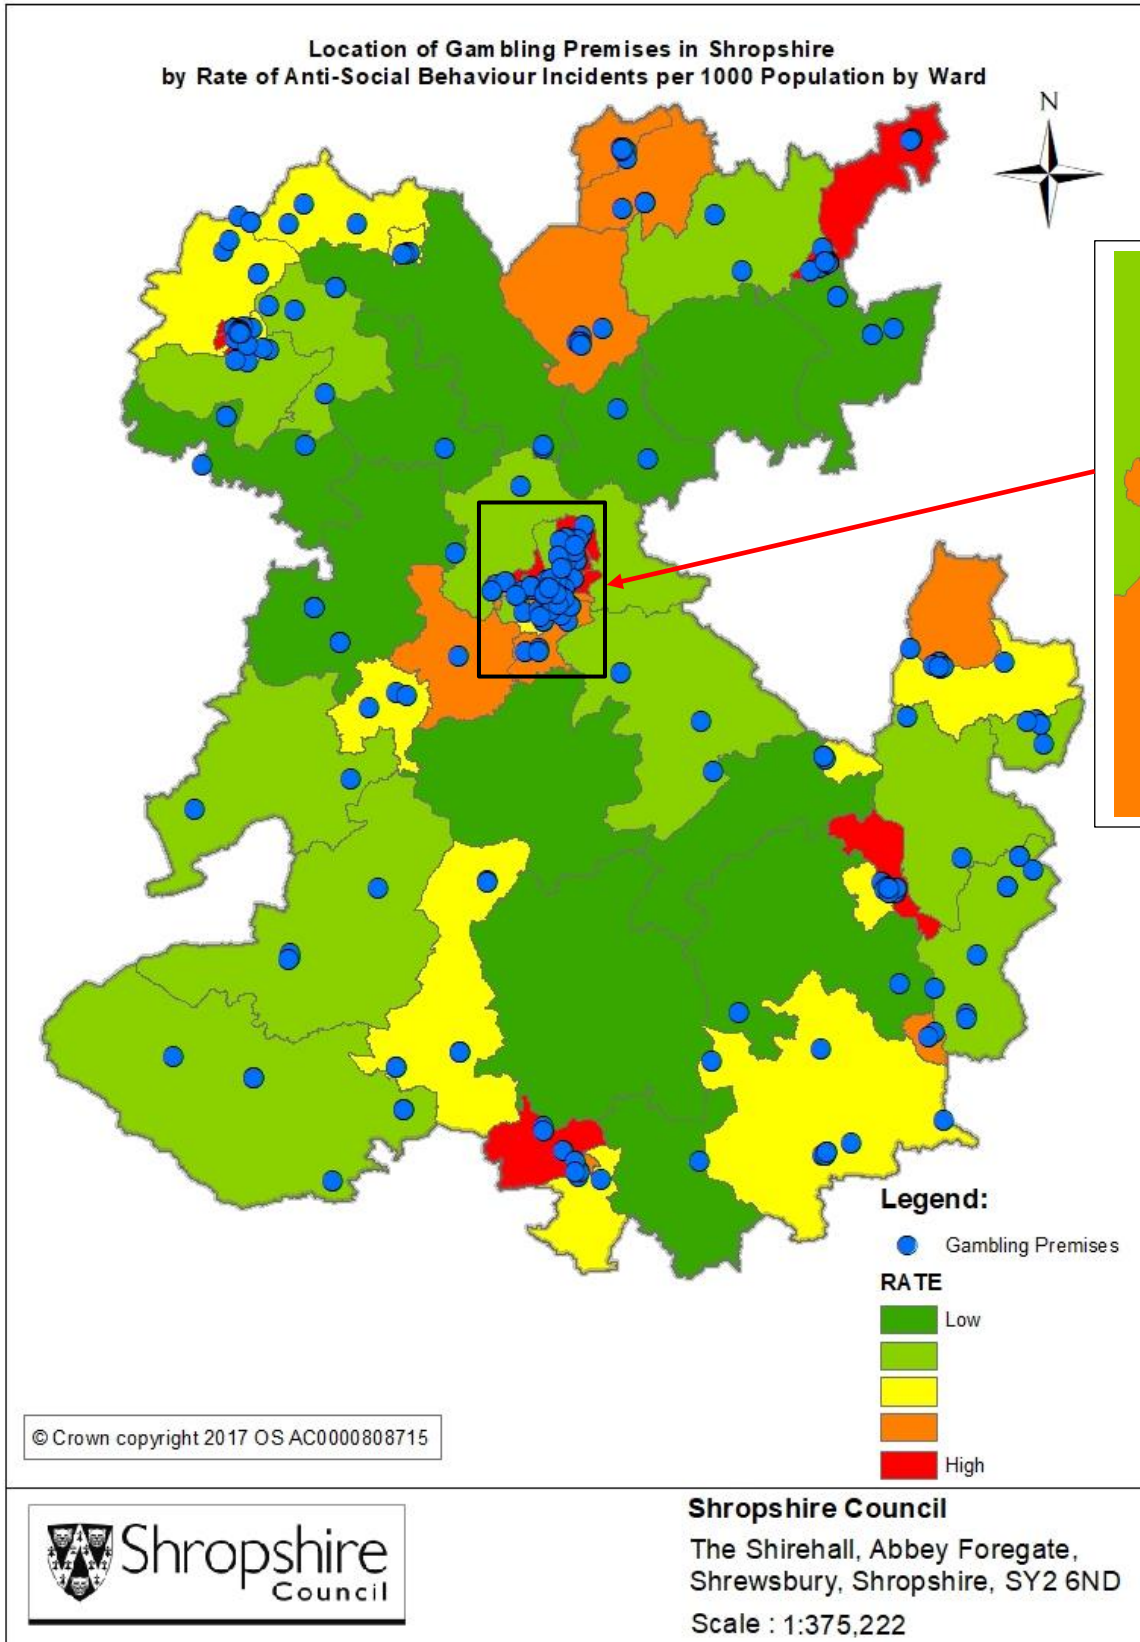 Location of Gambling Premises in Shropshire
by Rate of Anti-Social Behaviour Incidents per 1000 Population by Ward
N
Legend:
Gambling Premises
RATE
Low
High
© Crown copyright 2017 OS AC0000808715
Shropshire
Council
Shropshire Council
The Shirehall, Abbey Foregate,
Shrewsbury, Shropshire, SY2 6ND
Scale : 1:375,222